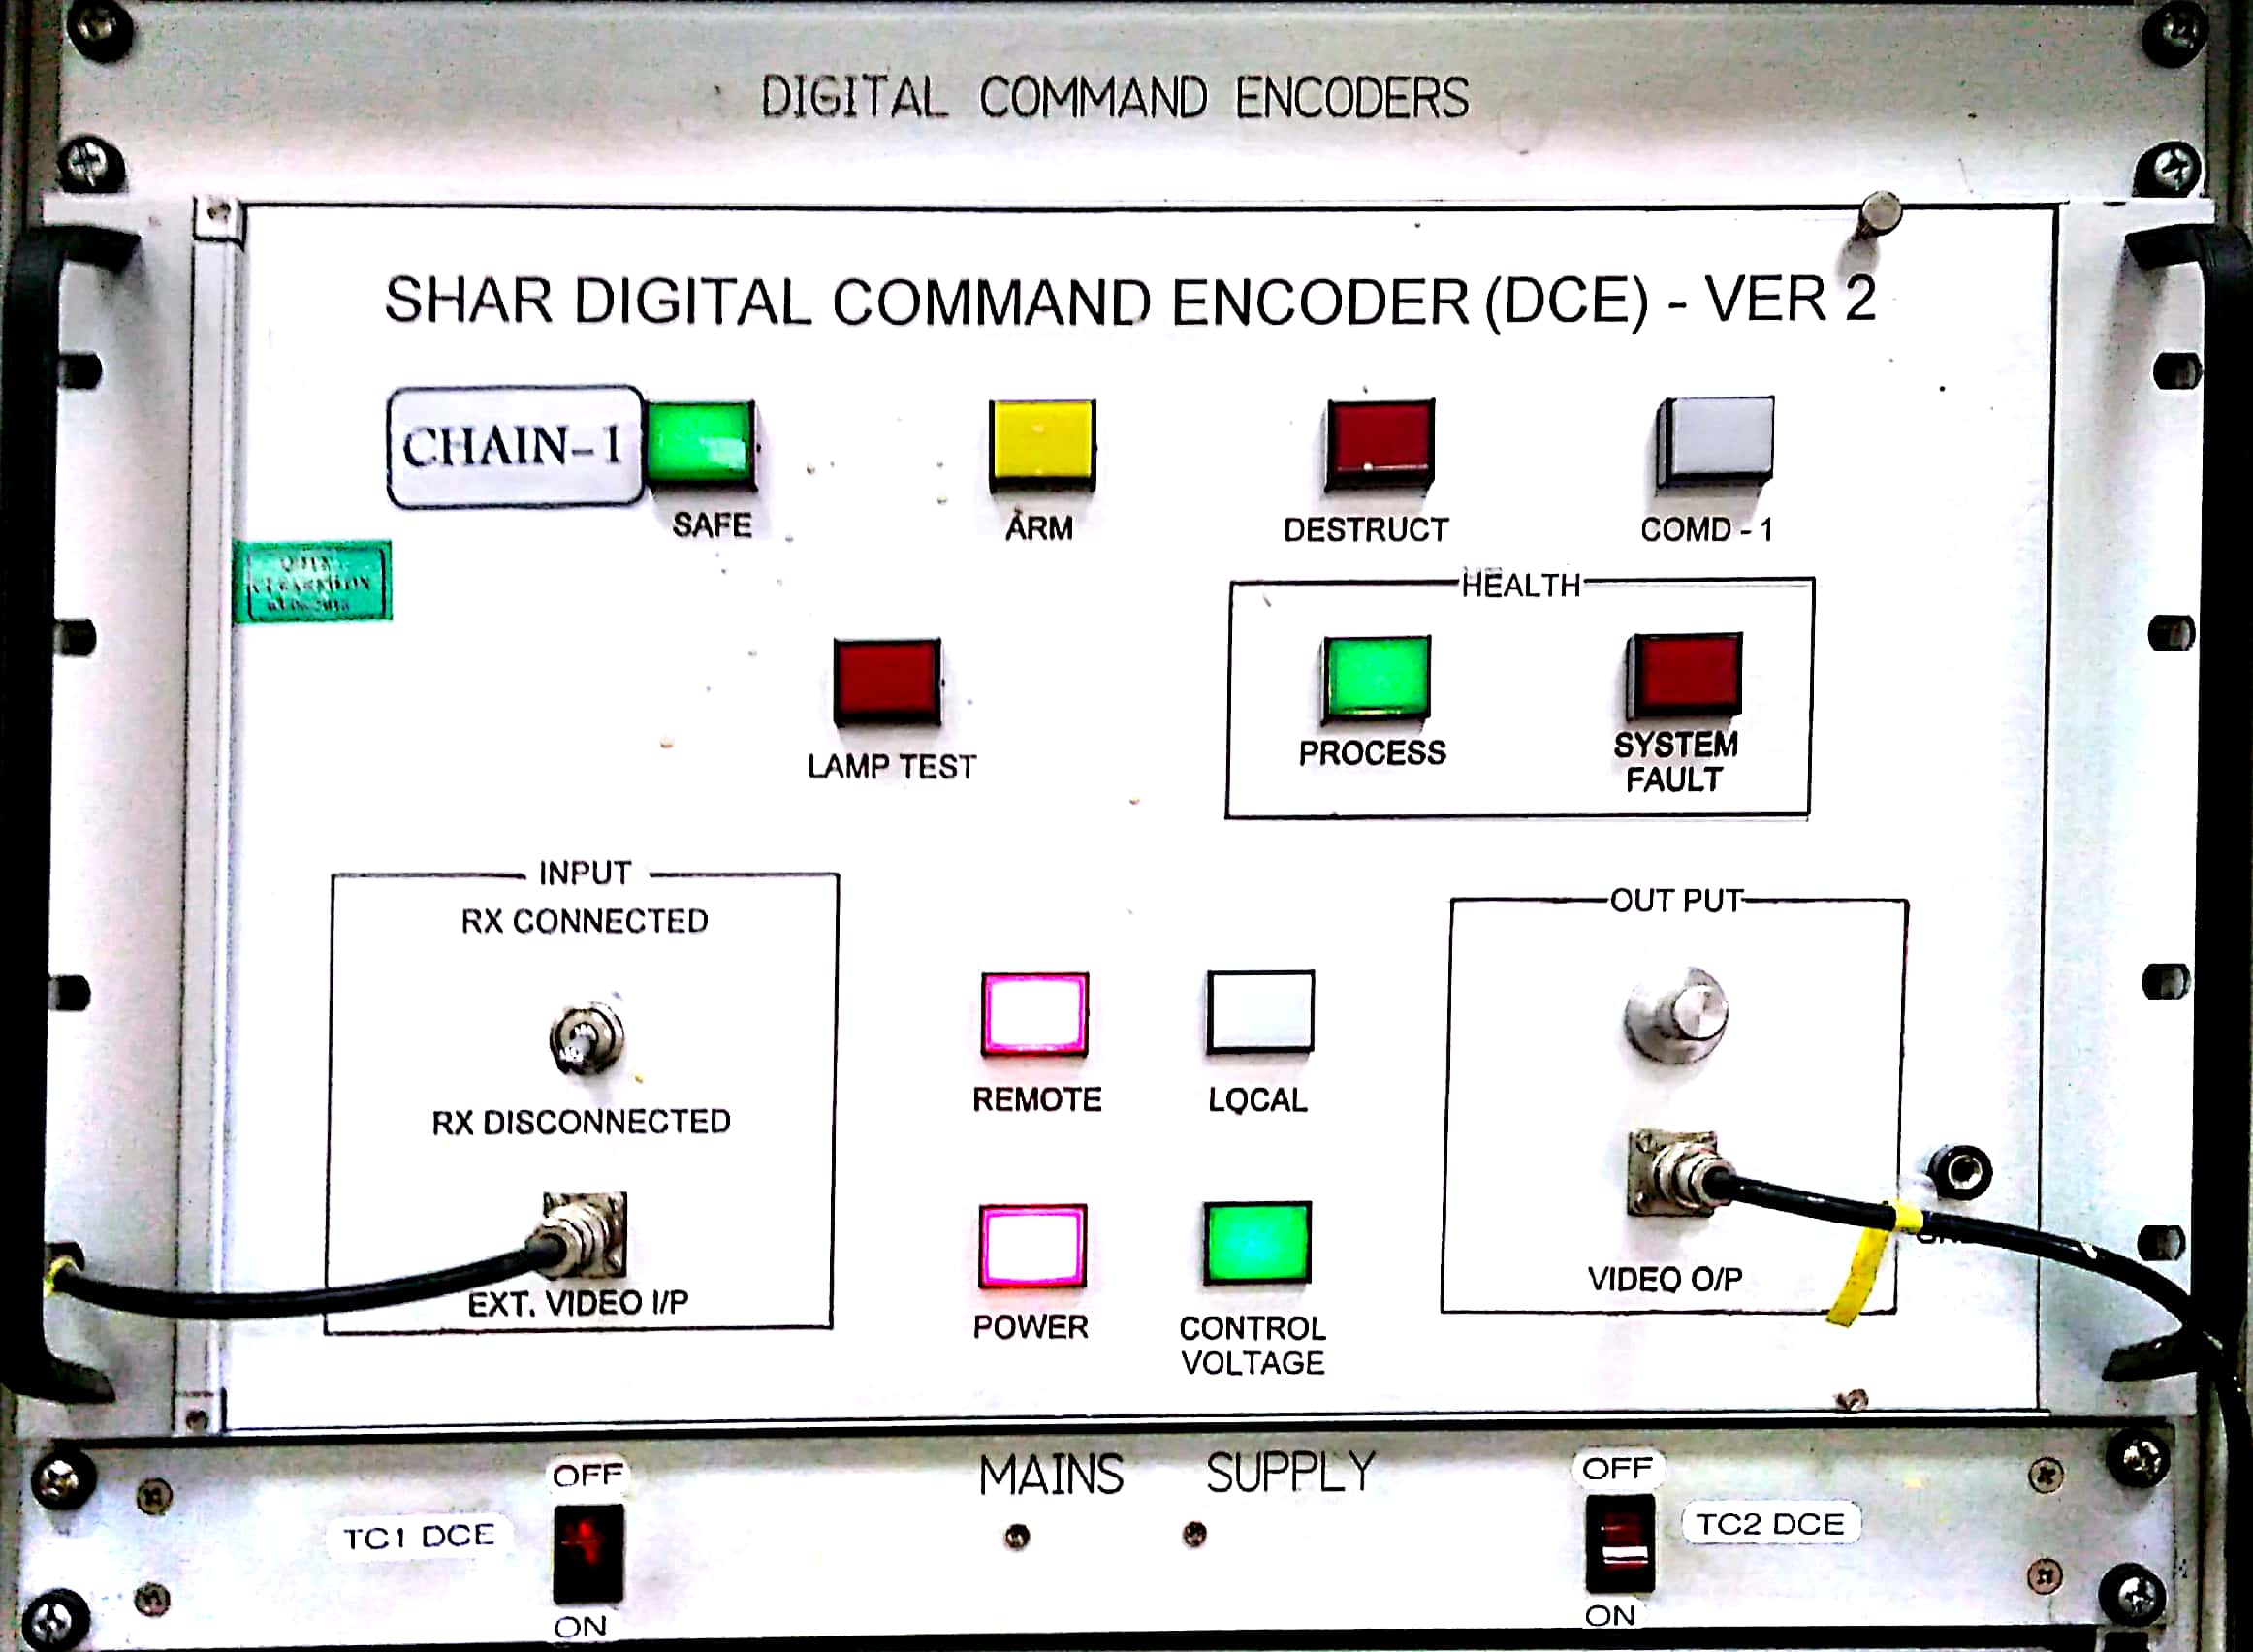 DIGITAL COMMAND ENCODERS
SHAR DIGITAL COMMAND ENCODER (DCE) - VER 2
CHAIN-1
SAFE
ARM
DESTRUCT
COMD - 1
HEALTH
LAMP TEST
PROCESS
SYSTEM
FAULT
INPUT
RX CONNECTED
OUT PUT
REMOTE
LOCAL
RX DISCONNECTED
EXT. VIDEO I/P
VIDEO O/P
POWER
CONTROL
VOLTAGE
MAINS SUPPLY
OFF
TC1 DCE
ON
OFF
TC2 DCE
ON